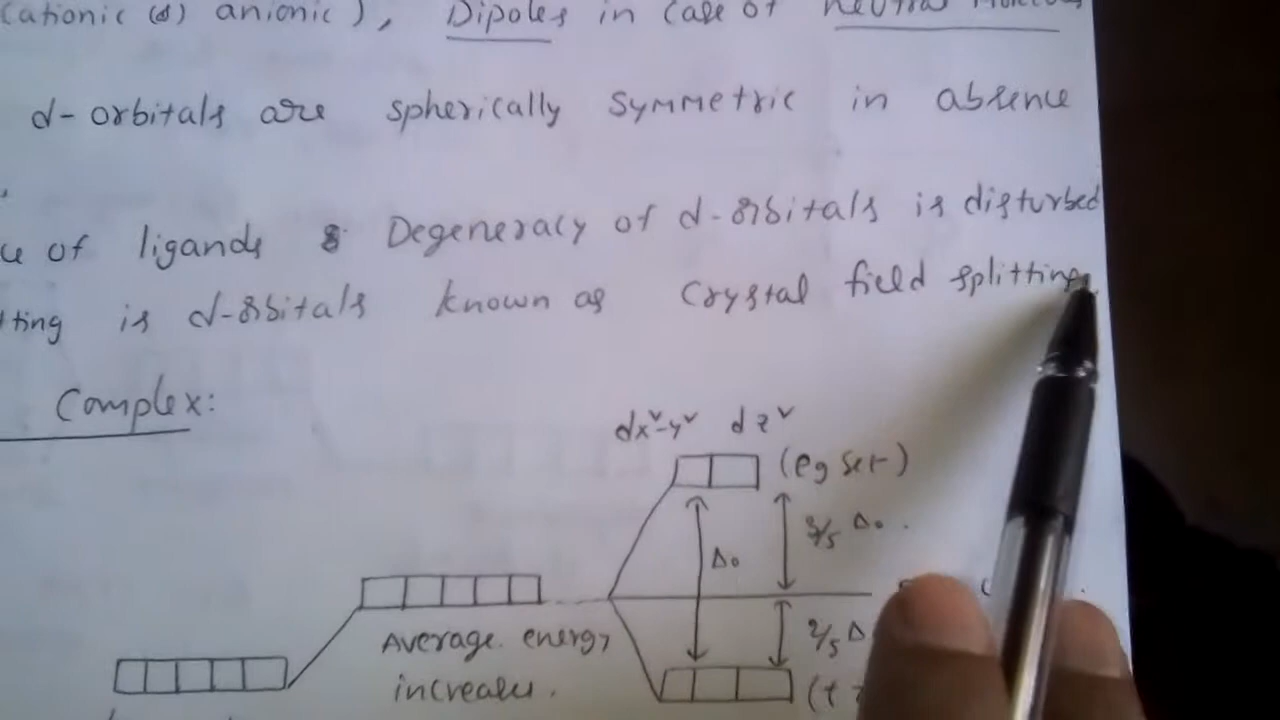 (cationic (or) anionic), Dipoles in case of neutral
d-orbitals are spherically symmetric in absence
of ligands & Degeneracy of d-orbitals is disturbed
tting is d-orbitals known as crystal field splitting
Complex:
dx²-y² dz²
(eg set)
3/5 Δo.
Δo
Average energy
increases.
2/5 Δ
(t